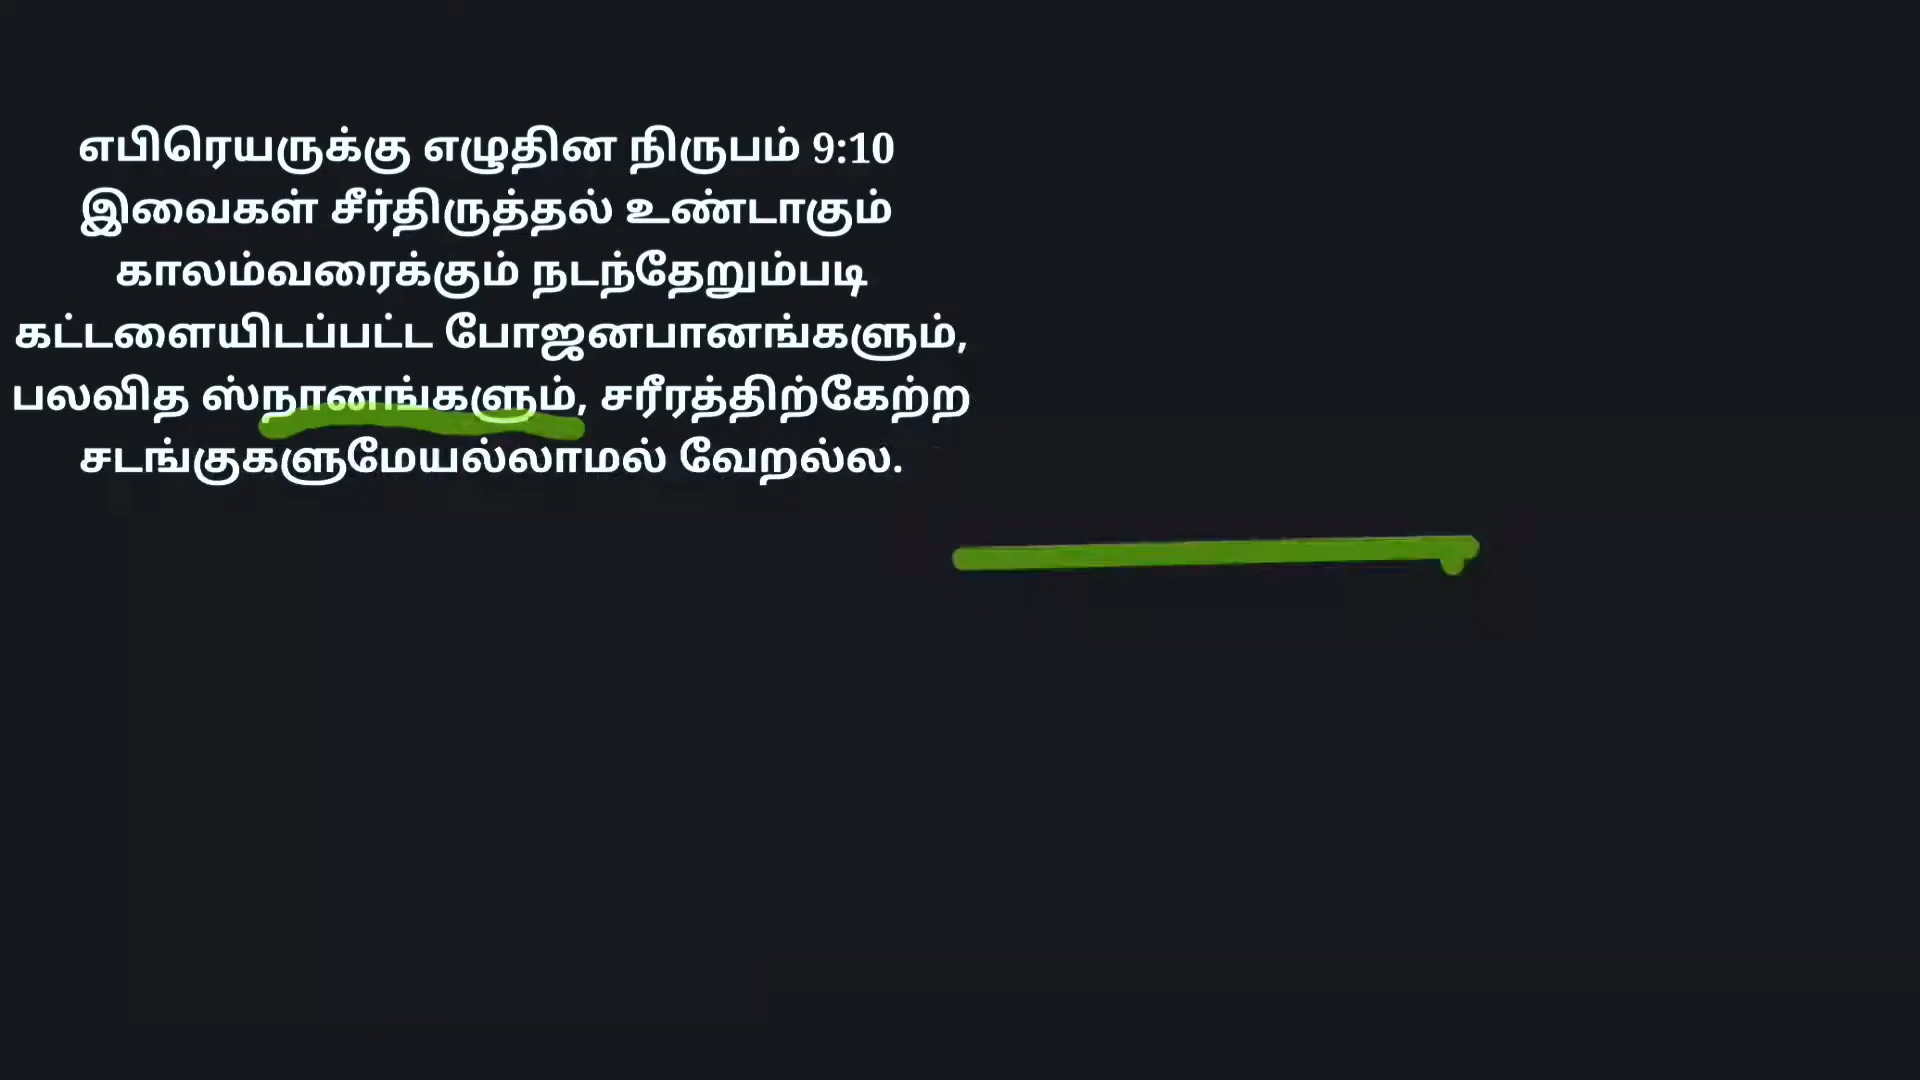 எபிரெயருக்கு எழுதின நிருபம் 9:10
இவைகள் சீர்திருத்தல் உண்டாகும்
காலம்வரைக்கும் நடந்தேறும்படி
கட்டளையிடப்பட்ட போஜனபானங்களும்,
பலவித ஸ்நானங்களும், சரீரத்திற்கேற்ற
சடங்குகளுமேயல்லாமல் வேறல்ல.